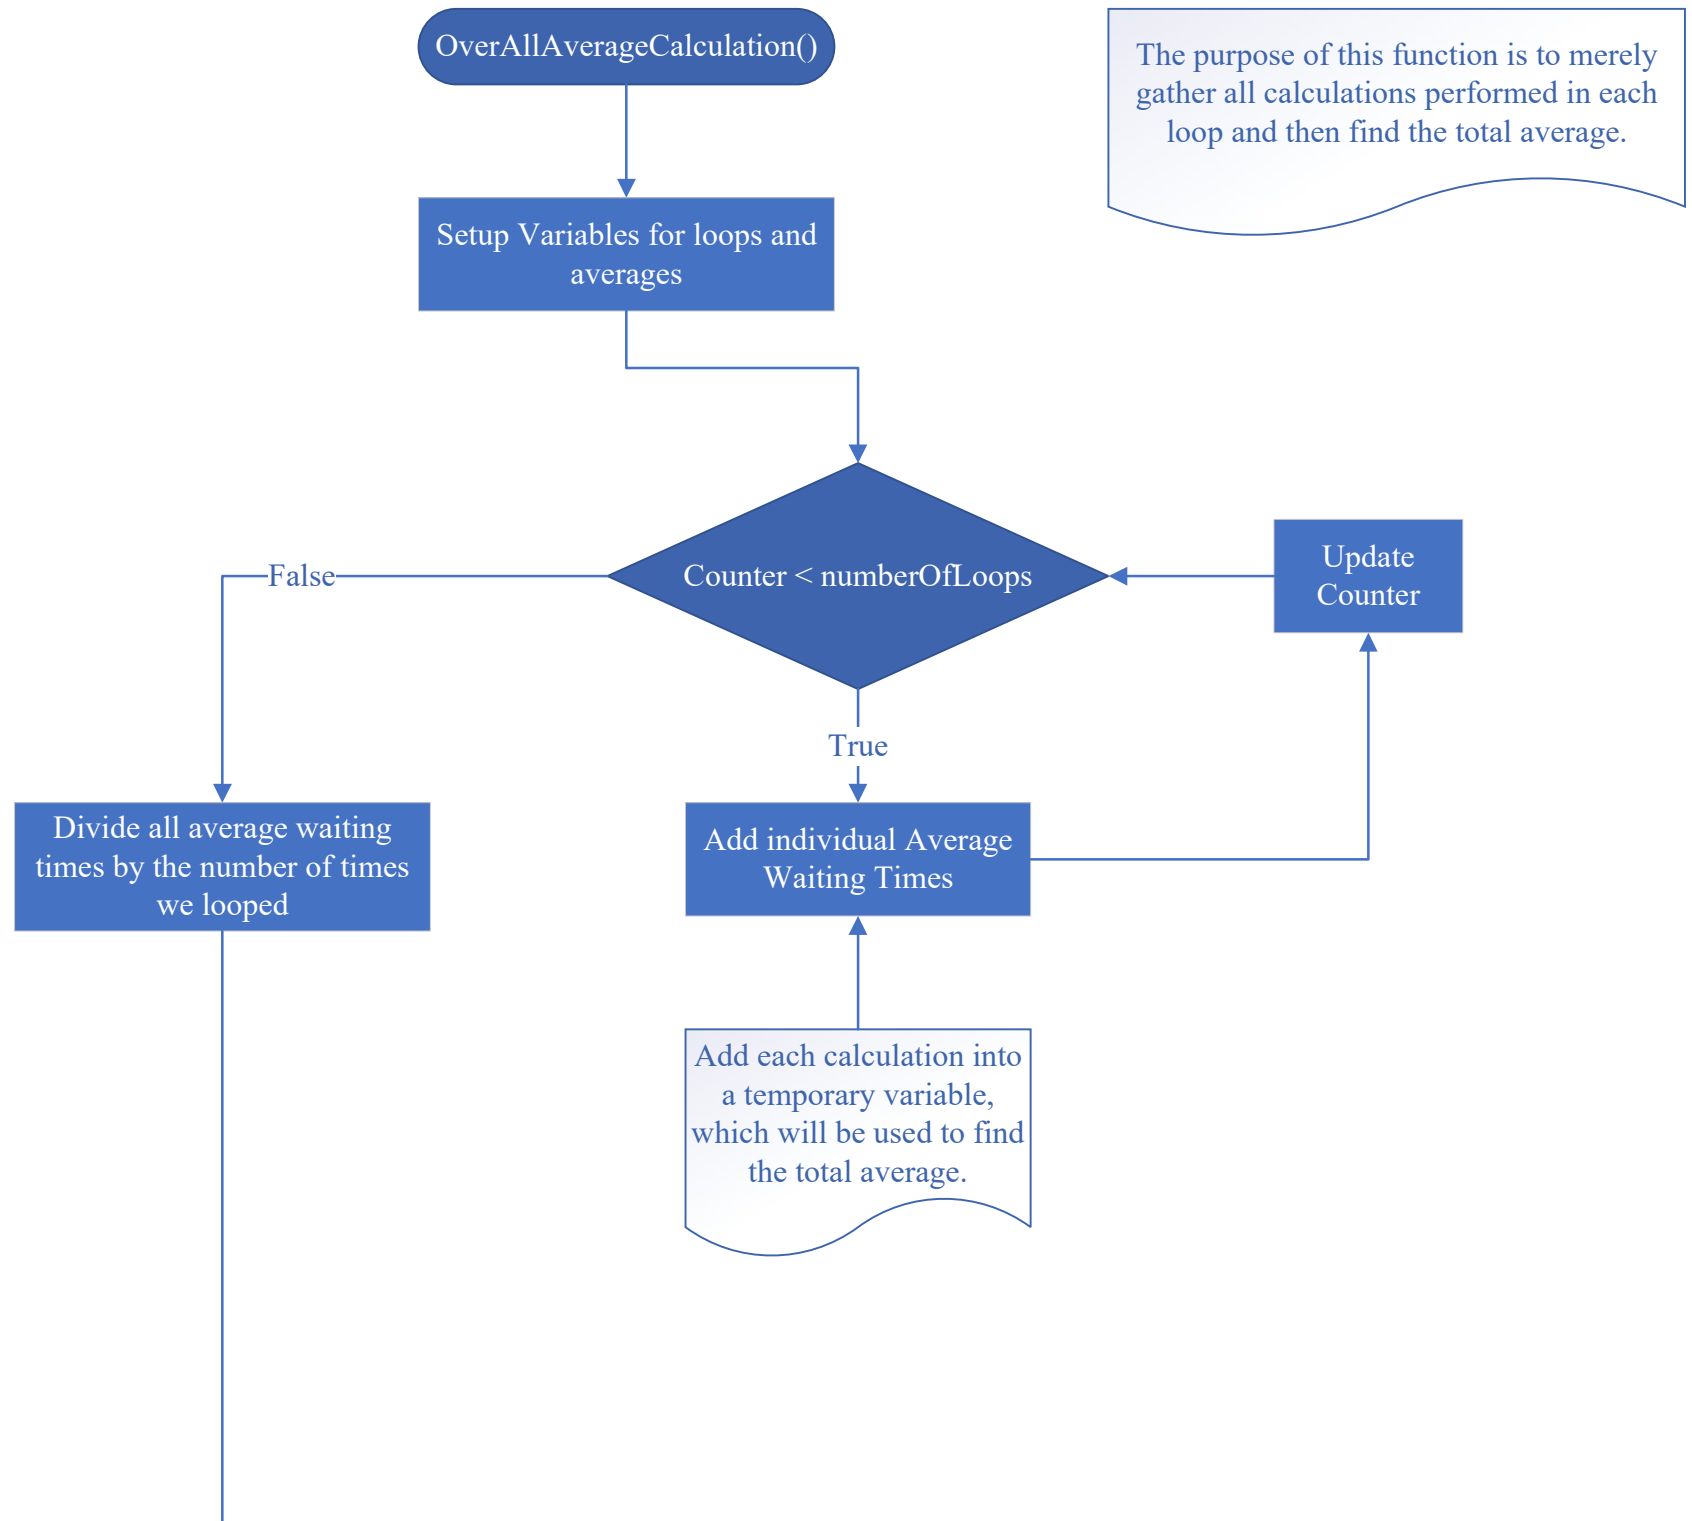 OverAllAverageCalculation()
The purpose of this function is to merely
gather all calculations performed in each
loop and then find the total average.
Setup Variables for loops and
averages
Counter < numberOfLoops
False
Update
Counter
True
Divide all average waiting
times by the number of times
we looped
Add individual Average
Waiting Times
Add each calculation into
a temporary variable,
which will be used to find
the total average.